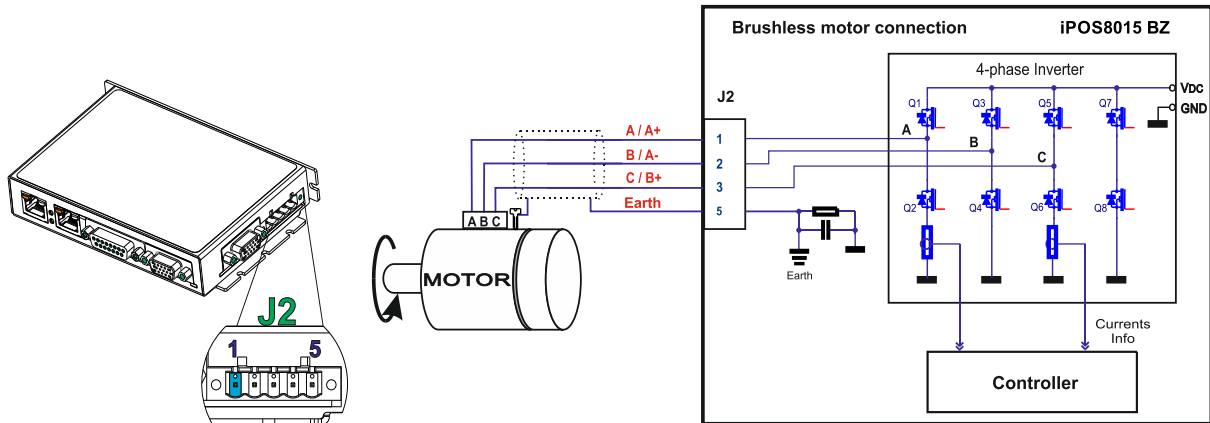 Brushless motor connection
iPOS8015 BZ
4-phase Inverter
VDC
GND
Q1
Q3
Q5
Q7
A
B
C
Q2
Q4
Q6
Q8
J2
1
2
3
5
A / A+
B / A-
C / B+
Earth
Earth
A B C
MOTOR
J2
1
5
Currents
Info
Controller